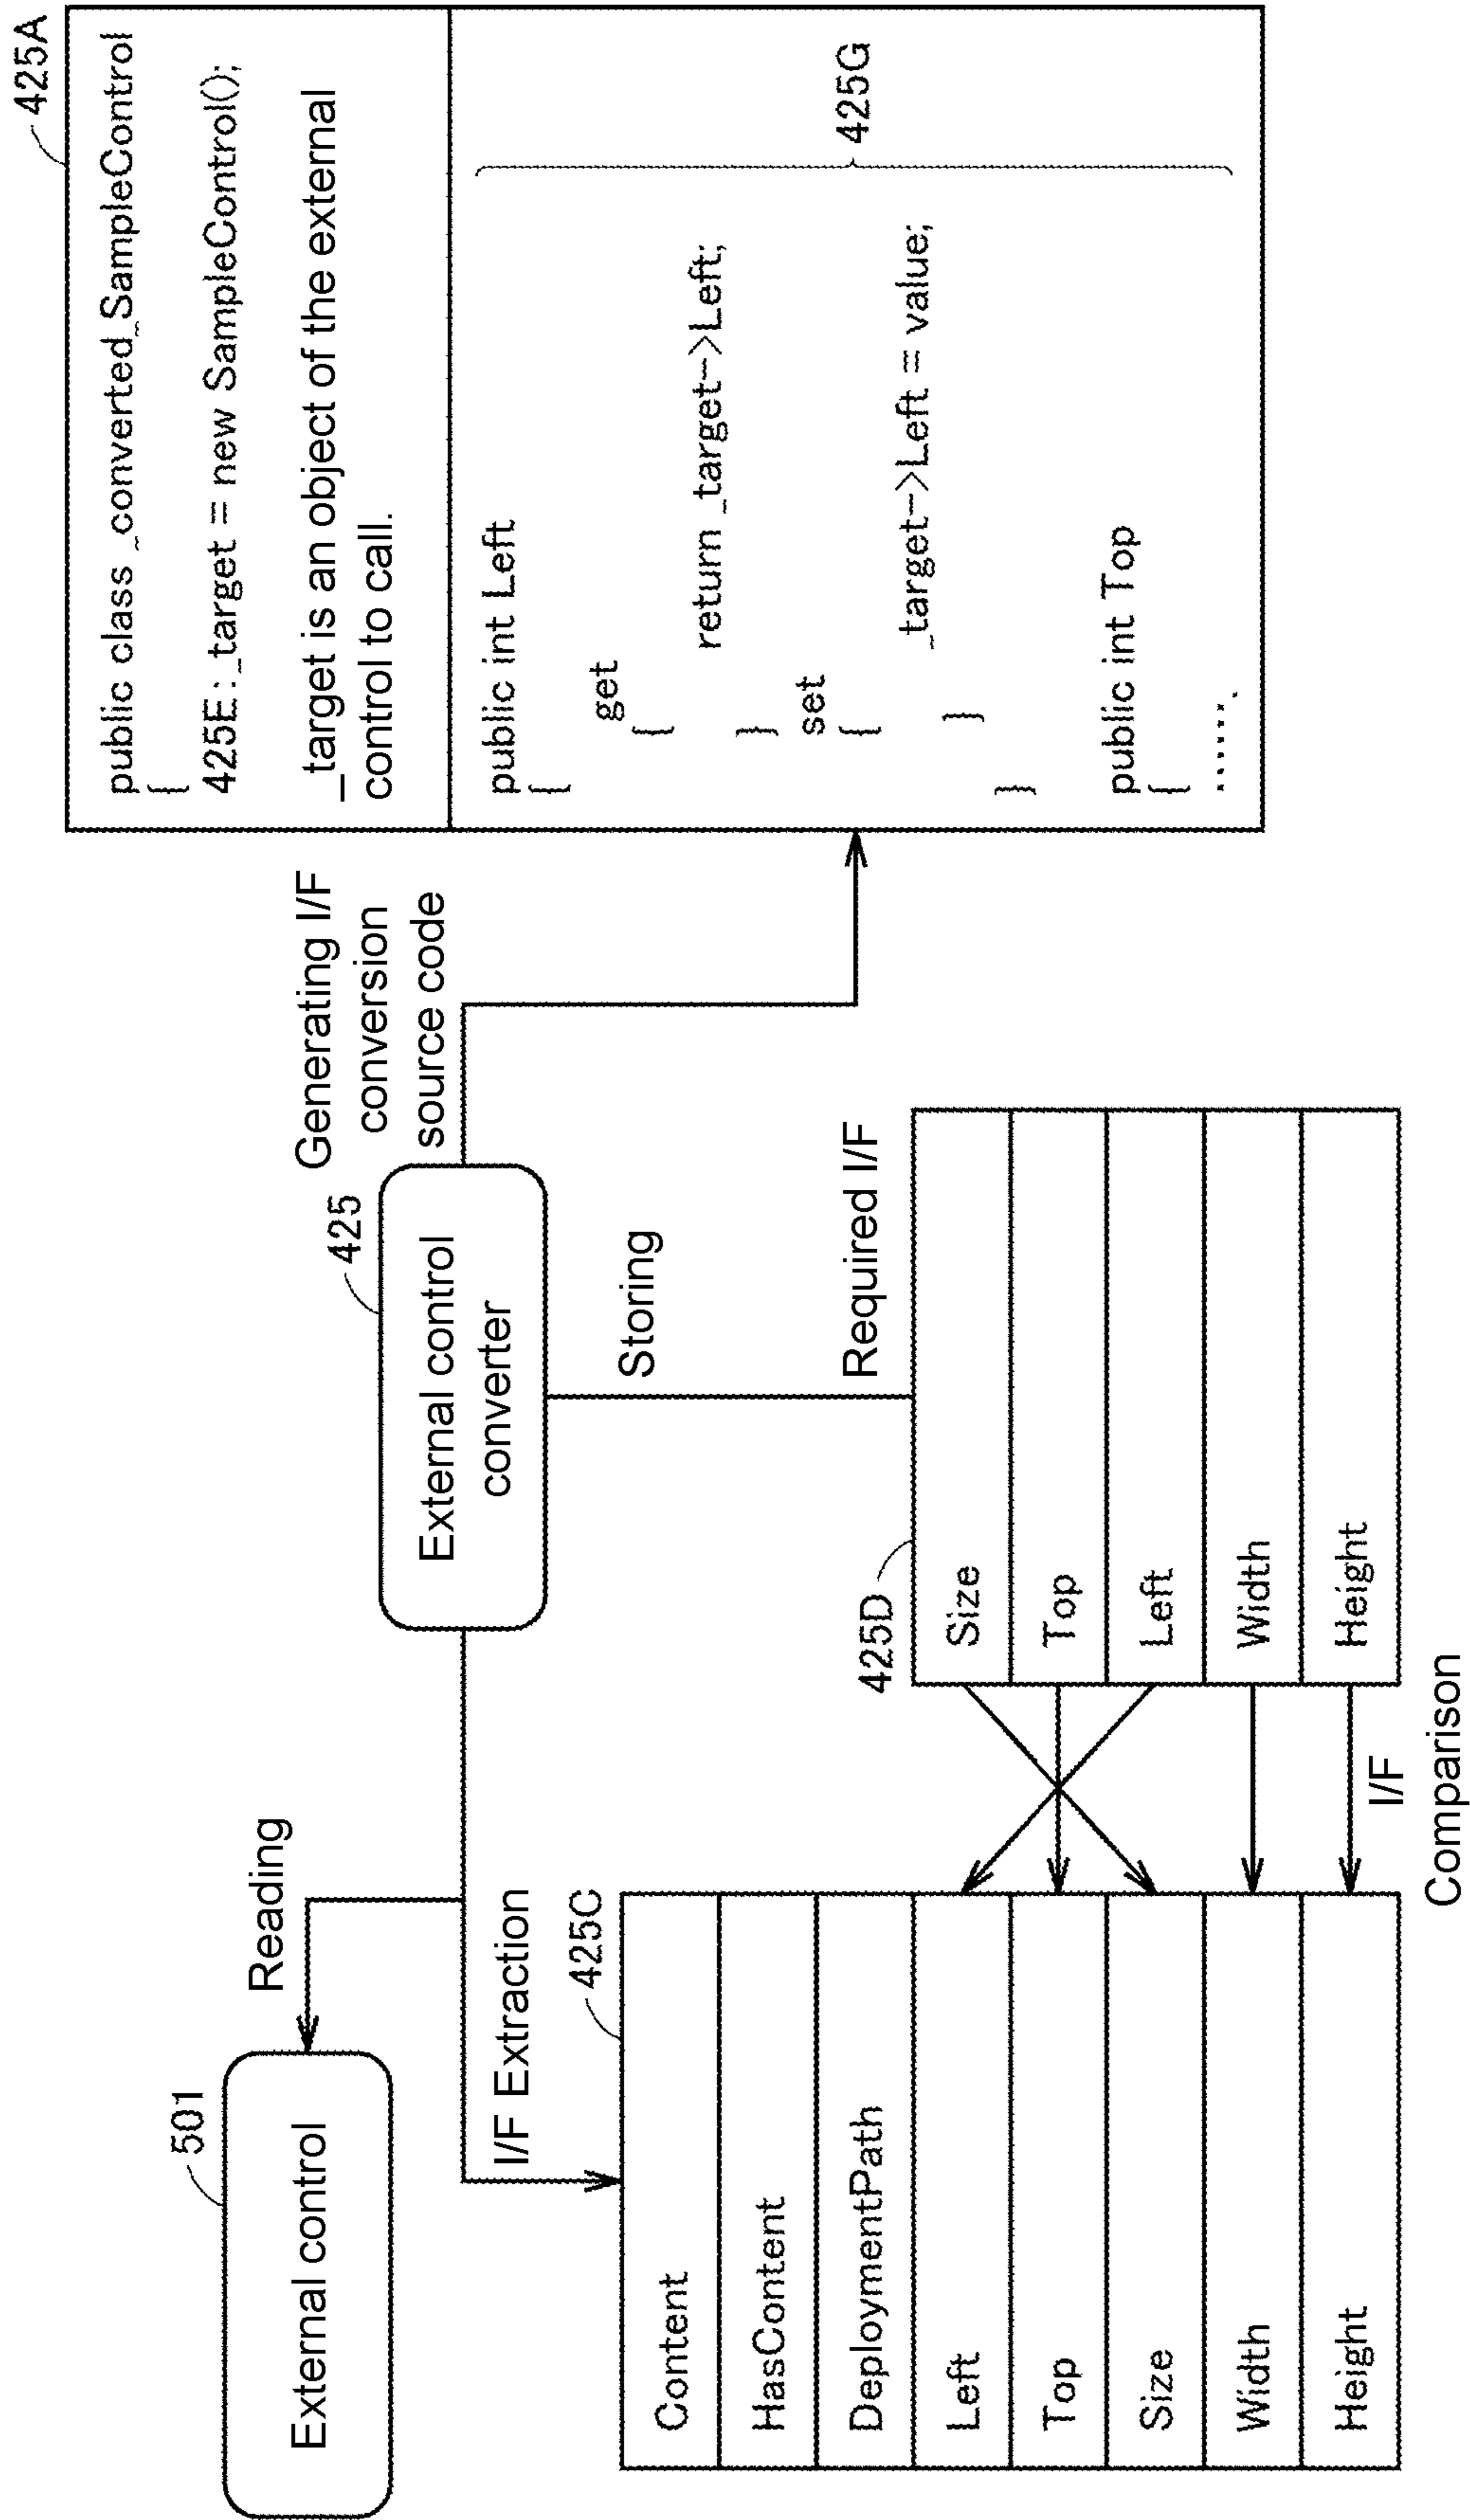 501
External control
Reading
I/F Extraction
425C
Content
HasContent
DeploymentPath
Left
Top
Size
Width
Height
425
External control
converter
Storing
Required I/F
425D
Size
Top
Left
Width
Height
I/F
Comparison
Generating I/F
conversion
source code
425A
public class _converted_SampleControl
{
425E:_target = new SampleControl();
_target is an object of the external
control to call.
public int Left
{
get
{
return _target->Left;
}
set
{
_target->Left = value;
}
}
public int Top
{
......
425G